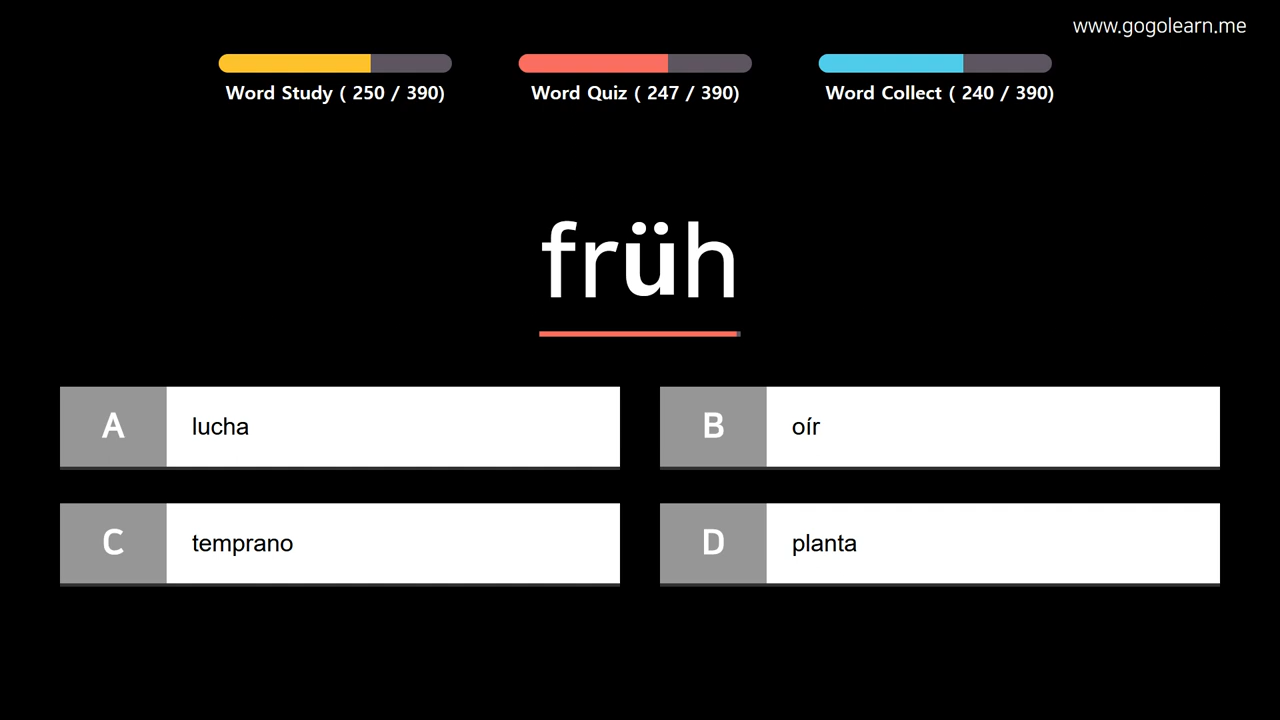 www.gogolearn.me
Word Study ( 250 / 390)
Word Quiz ( 247 / 390)
Word Collect ( 240 / 390)
früh
A lucha
B oír
C temprano
D planta